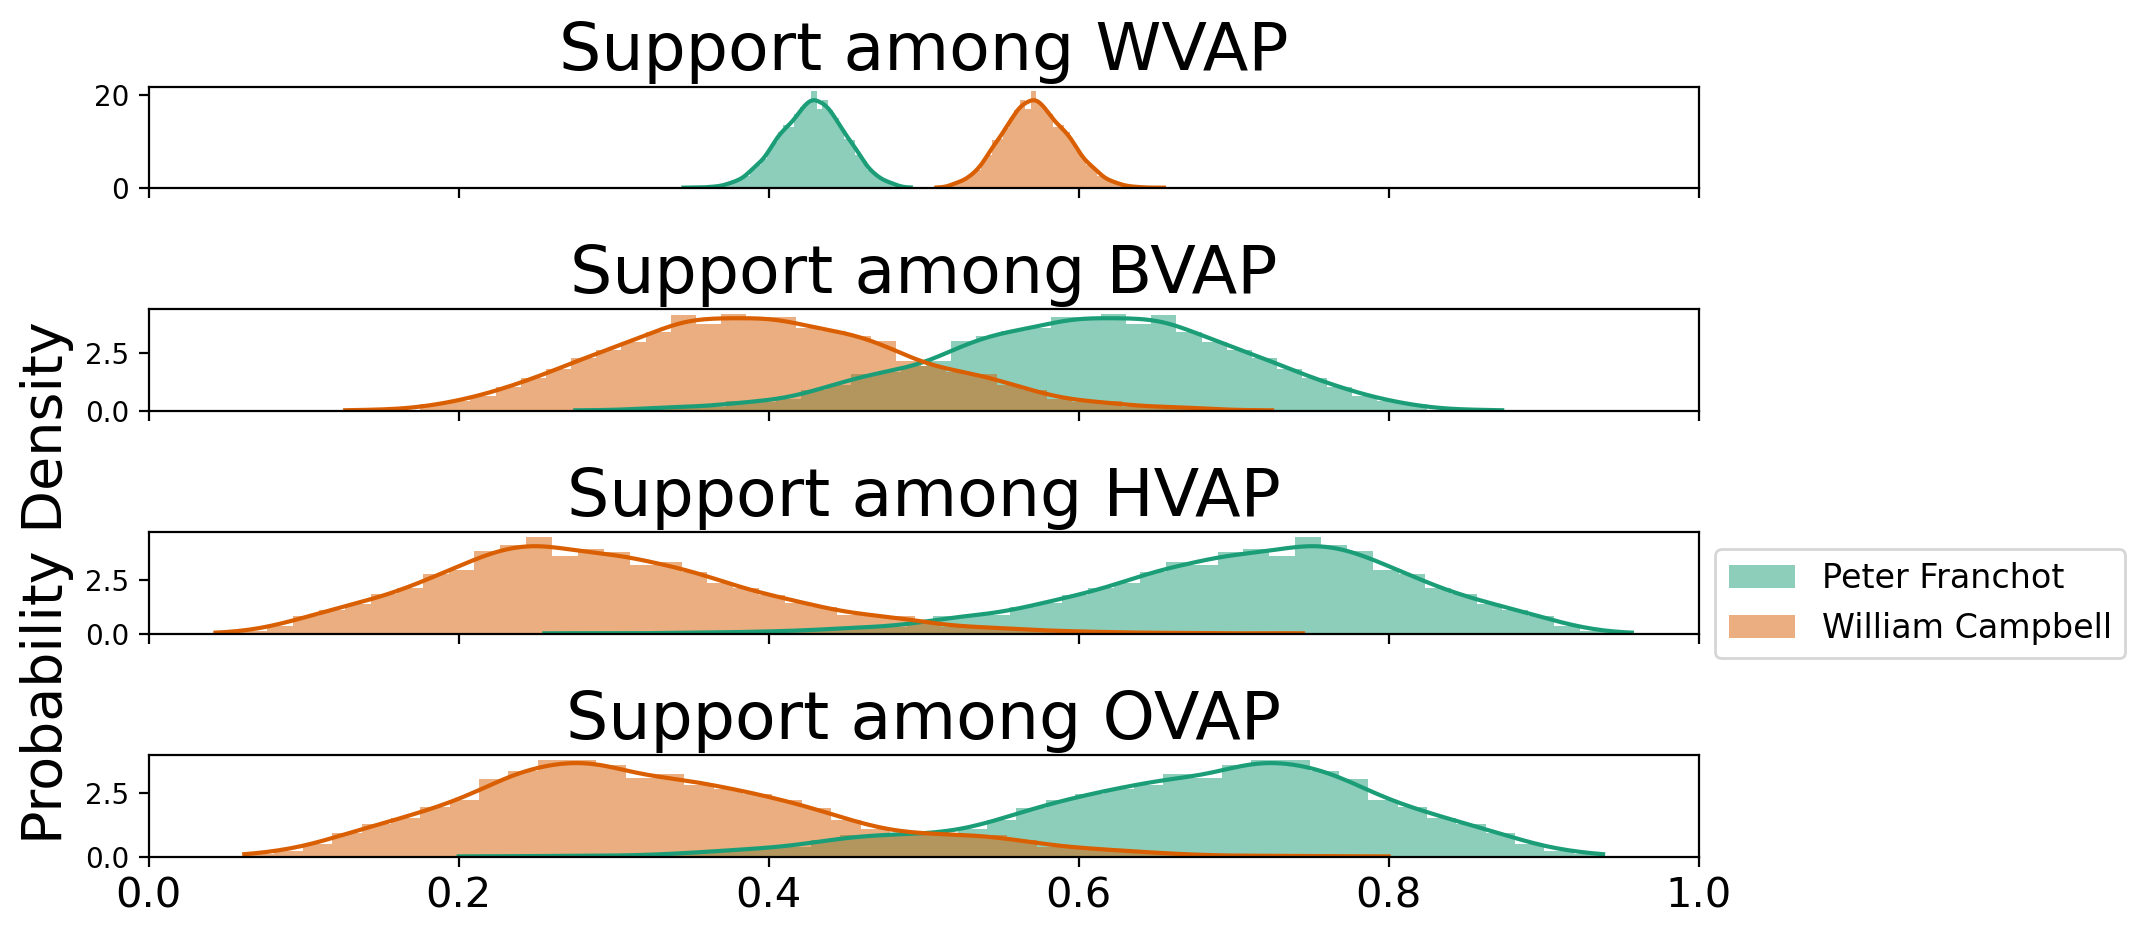 Support among WVAP
20
0
Support among BVAP
2.5
0.0
Support among HVAP
2.5
0.0
Support among OVAP
2.5
0.0
0.0 0.2 0.4 0.6 0.8 1.0
Probability Density
Peter Franchot
William Campbell